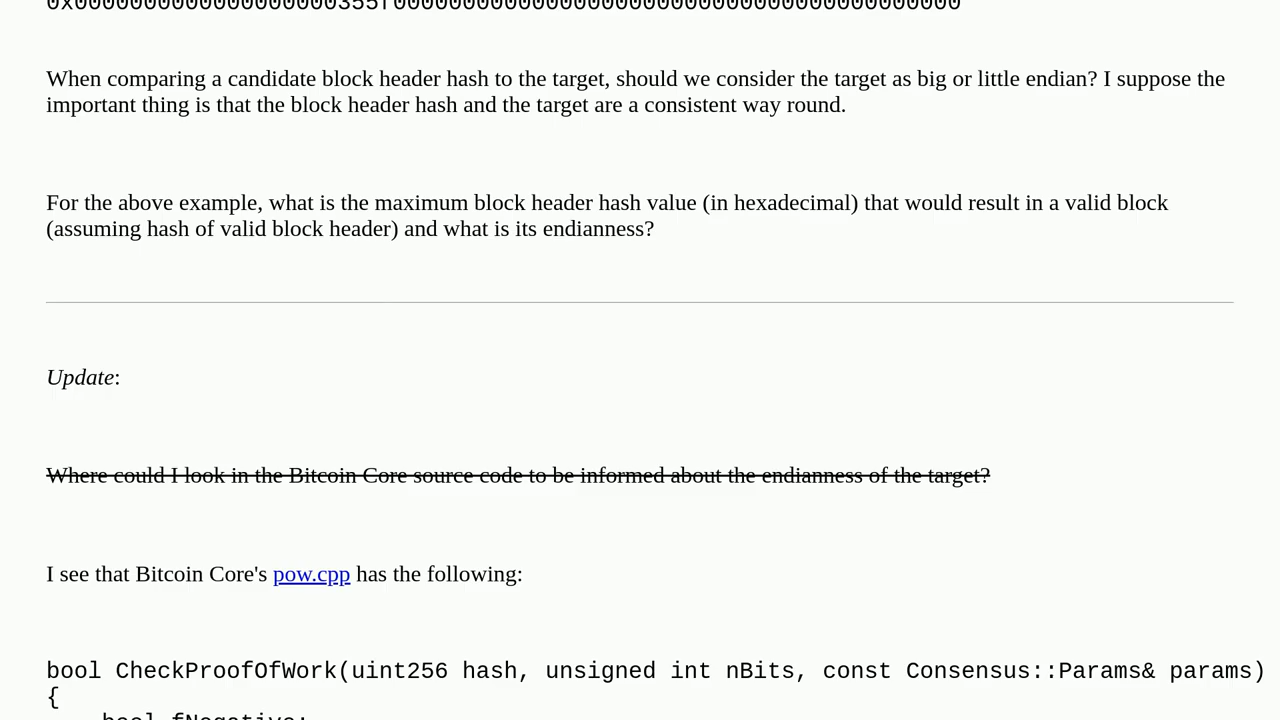 When comparing a candidate block header hash to the target, should we consider the target as big or little endian? I suppose the
important thing is that the block header hash and the target are a consistent way round.
For the above example, what is the maximum block header hash value (in hexadecimal) that would result in a valid block
(assuming hash of valid block header) and what is its endianness?
Update:
Where could I look in the Bitcoin Core source code to be informed about the endianness of the target?
I see that Bitcoin Core's pow.cpp has the following:
bool CheckProofOfWork(uint256 hash, unsigned int nBits, const Consensus::Params& params)
{
bool fNegative;